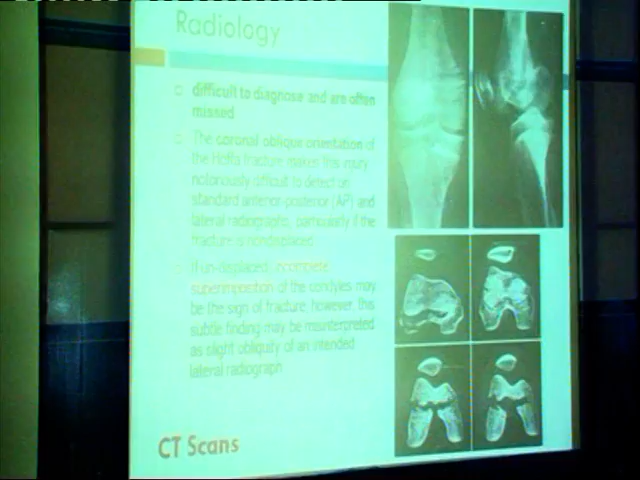 Radiology
difficult to diagnose and are often
missed
The coronal oblique orientation of
the Hoffa fracture makes this injury
notoriously difficult to detect on
standard anterior-posterior (AP) and
lateral radiographs, particularly if the
fracture is nondisplaced.
If un-displaced, incomplete
superimposition of the condyles may
be the sign of fracture; however, this
subtle finding may be misinterpreted
as slight obliquity of an intended
lateral radiograph
CT Scans